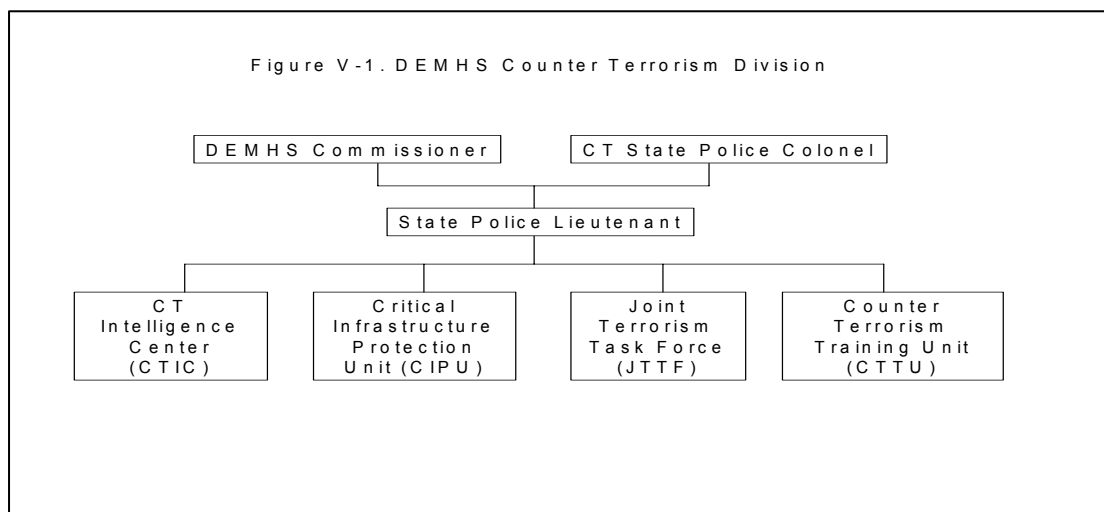 Figure V-1. DEMHS Counter Terrorism Division
DEMHS Commissioner
CT State Police Colonel
State Police Lieutenant
CT
Intelligence
Center
(CTIC)
Critical
Infrastructure
Protection
Unit (CIPU)
Joint
Terrorism
Task Force
(JTTF)
Counter
Terrorism
Training Unit
(CTTU)